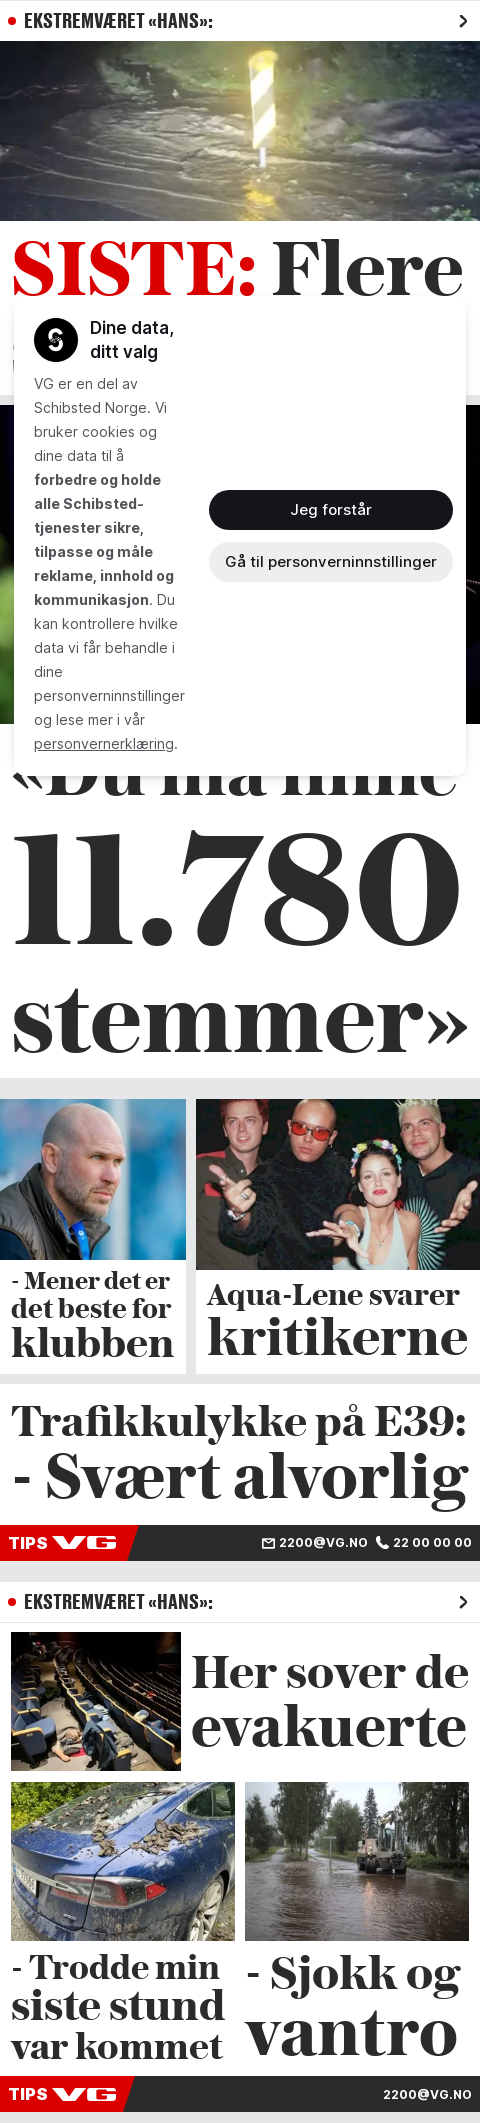 EKSTREMVÆRET «HANS»:
SISTE: Flere
Dine data,
ditt valg
VG er en del av
Schibsted Norge. Vi
bruker cookies og
dine data til å
forbedre og holde
alle Schibsted-
tjenester sikre,
tilpasse og måle
reklame, innhold og
kommunikasjon. Du
kan kontrollere hvilke
data vi får behandle i
dine
personverninnstillinger
og lese mer i vår
personvernerklæring.
Jeg forstår
Gå til personverninnstillinger
11.780
stemmer»
- Mener det er
det beste for
klubben
Aqua-Lene svarer
kritikerne
Trafikkulykke på E39:
- Svært alvorlig
TIPS VG 2200@VG.NO 22 00 00 00
EKSTREMVÆRET «HANS»:
Her sover de
evakuerte
- Trodde min
siste stund
var kommet
- Sjokk og
vantro
TIPS VG 2200@VG.NO